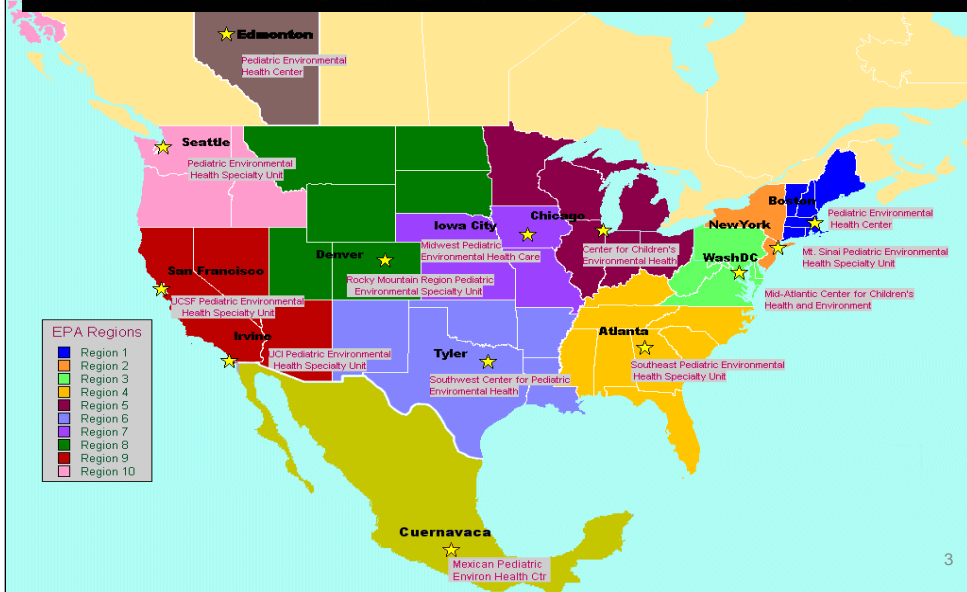 Edmonton
Pediatric Environmental
Health Center
Seattle
Pediatric Environmental
Health Specialty Unit
Boston
Pediatric Environmental
Health Center
NewYork
Mt. Sinai Pediatric Environmental
Health Specialty Unit
Chicago
Center for Children's
Environmental Health
Iowa City
Midwest Pediatric
Environmental Health Care
WashDC
Mid-Atlantic Center for Children's
Health and Environment
Denver
Rocky Mountain Region Pediatric
Environmental Specialty Unit
San Francisco
UCSF Pediatric Environmental
Health Specialty Unit
Irvine
UCI Pediatric Environmental
Health Specialty Unit
Tyler
Southwest Center for Pediatric
Enviromental Health
Atlanta
Southeast Pediatric Environmental
Health Specialty Unit
EPA Regions
Region 1
Region 2
Region 3
Region 4
Region 5
Region 6
Region 7
Region 8
Region 9
Region 10
Cuernavaca
Mexican Pediatric
Environ Health Ctr
3